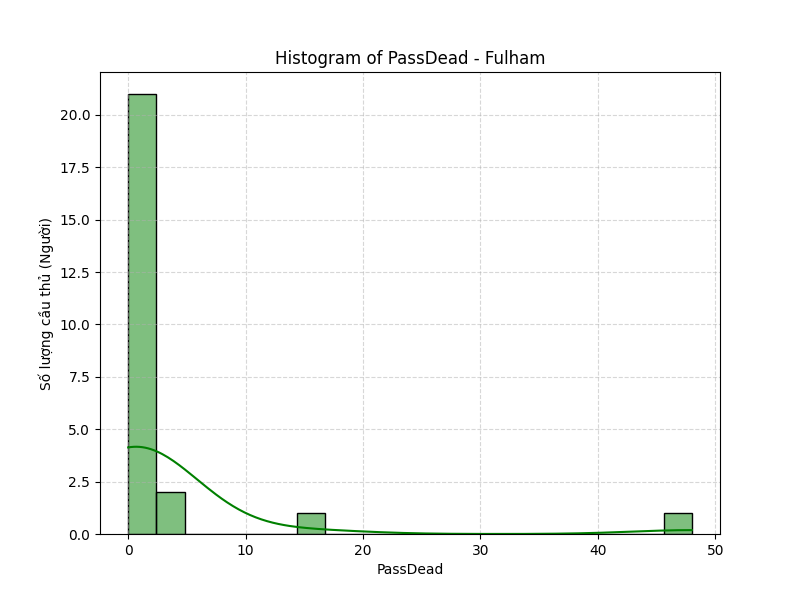 Histogram of PassDead - Fulham
Số lượng cầu thủ (Người)
20.0
17.5
15.0
12.5
10.0
7.5
5.0
2.5
0.0
0 10 20 30 40 50
PassDead